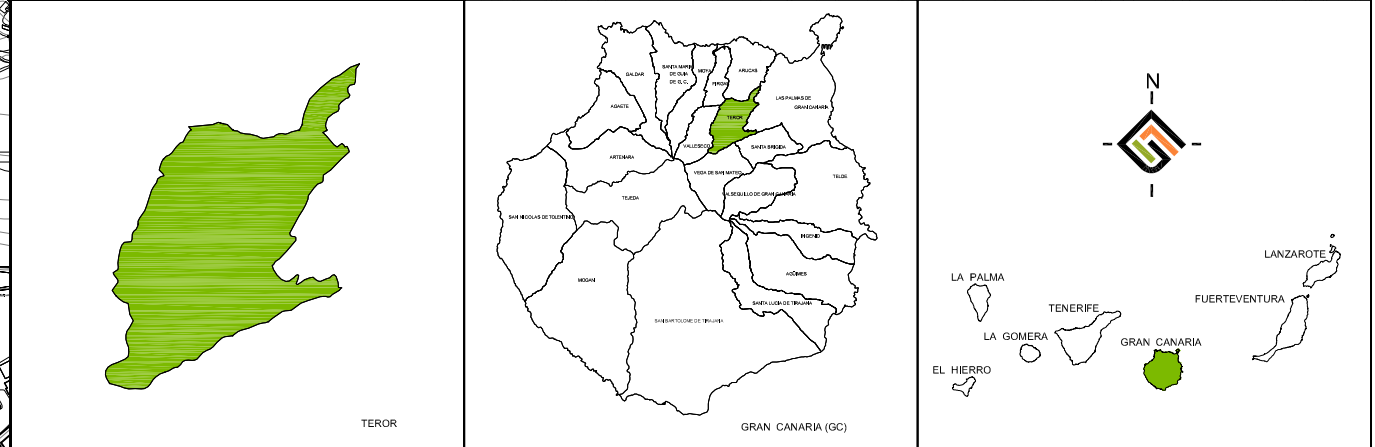 TEROR
GALDAR
SANTA MARIA
DE GUIA
DE G.C.
MOYA
FIRGAS
ARUCAS
LAS PALMAS DE
GRAN CANARIA
AGAETE
TEROR
VALLESECO
SANTA BRIGIDA
ARTENARA
VEGA DE SAN MATEO
TELDE
TEJEDA
VALSEQUILLO DE GRAN CANARIA
SAN NICOLAS DE TOLENTINO
INGENIO
MOGAN
AGÜIMES
SANTA LUCIA DE TIRAJANA
SAN BARTOLOME DE TIRAJANA
GRAN CANARIA (GC)
N
LANZAROTE
LA PALMA
FUERTEVENTURA
TENERIFE
LA GOMERA
GRAN CANARIA
EL HIERRO